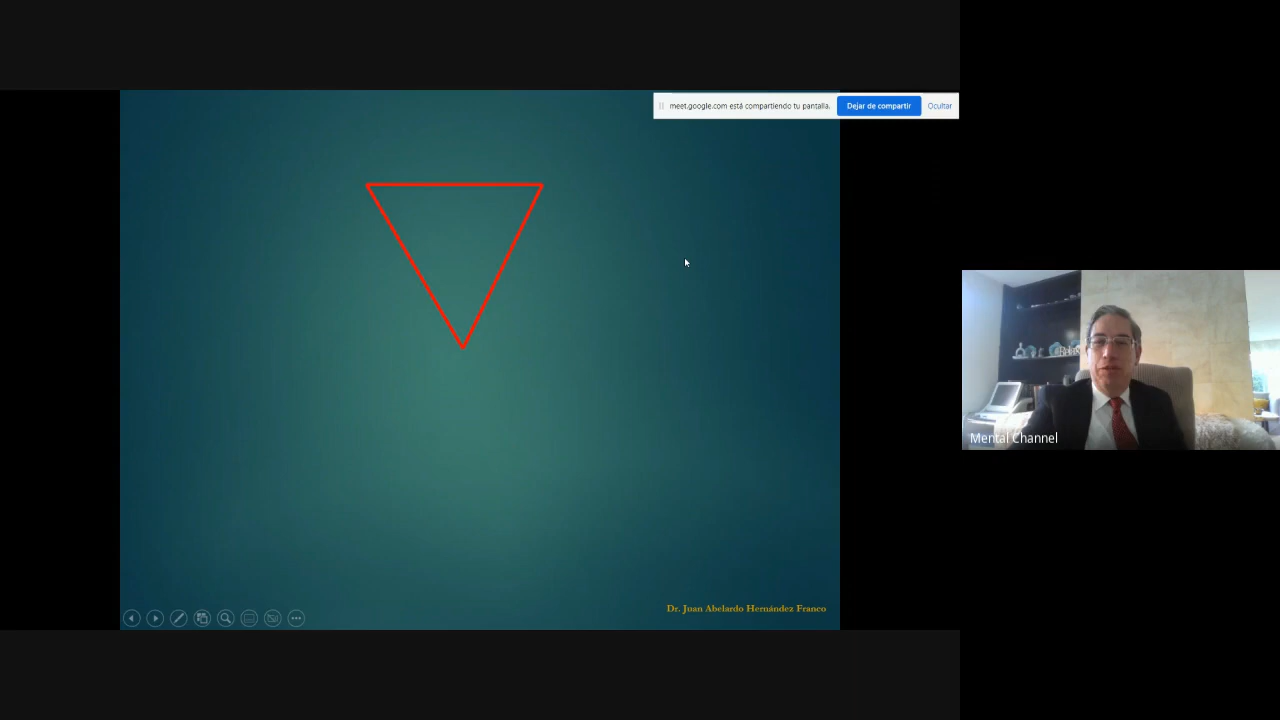 meet.google.com está compartiendo tu pantalla.
Dejar de compartir
Ocultar
Mental Channel
Dr. Juan Abelardo Hernández Franco